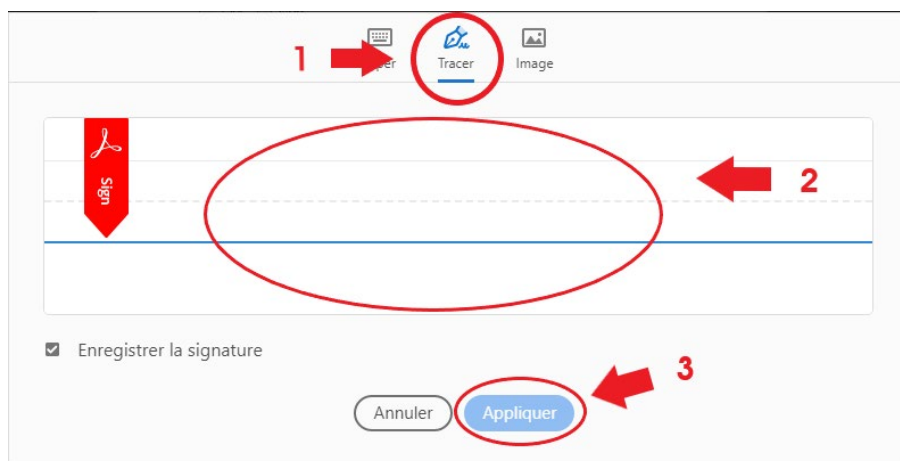 1
Tracer
Image
Sign
2
Enregistrer la signature
3
Annuler
Appliquer